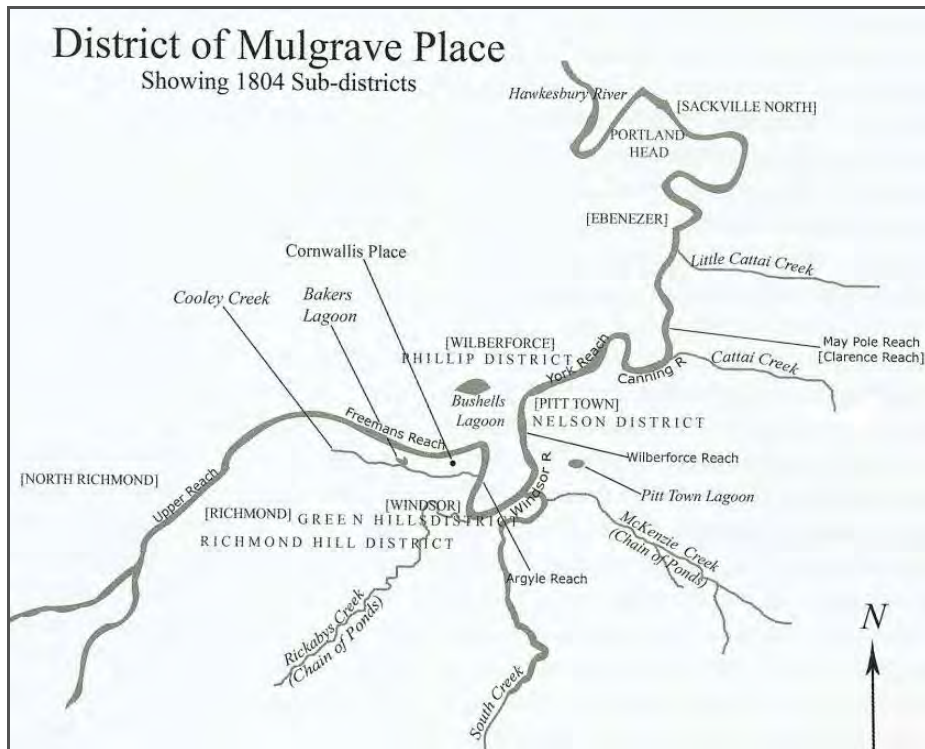 District of Mulgrave Place
Showing 1804 Sub-districts
Hawkesbury River
[SACKVILLE NORTH]
PORTLAND
HEAD
[EBENEZER]
Little Cattai Creek
Cornwallis Place
Cooley Creek
Bakers
Lagoon
[WILBERFORCE]
PHILLIP DISTRICT
York Reach
Canning R
May Pole Reach
[Clarence Reach]
Cattai Creek
Bushells
Lagoon
[PITT TOWN]
NELSON DISTRICT
Freemans Reach
Wilberforce Reach
[NORTH RICHMOND]
Upper Reach
Windsor R
Pitt Town Lagoon
[RICHMOND]
[WINDSOR]
GREEN HILLS DISTRICT
RICHMOND HILL DISTRICT
McKenzie Creek
(Chain of Ponds)
Argyle Reach
Rickabys Creek
(Chain of Ponds)
South Creek
N